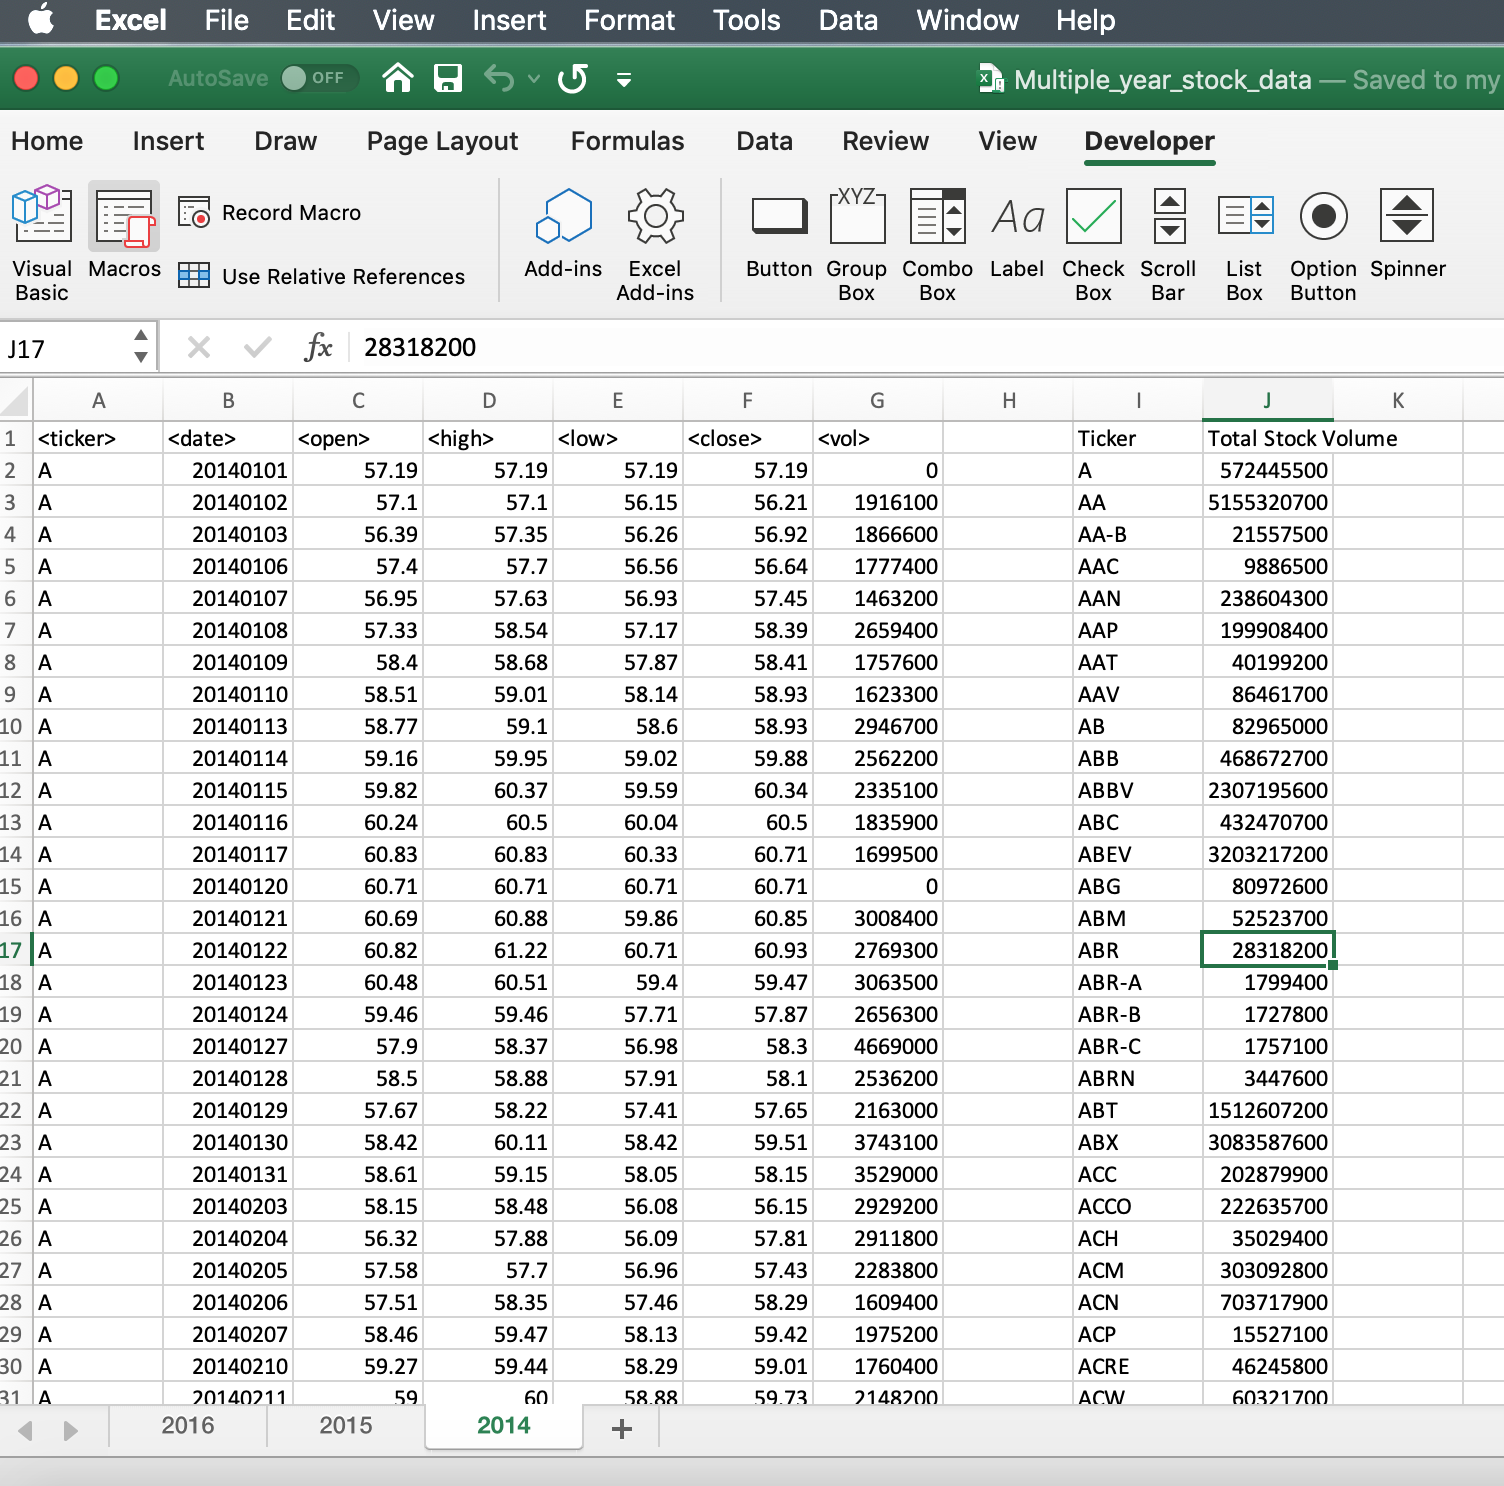 Excel File Edit View Insert Format Tools Data Window Help
AutoSave OFF Multiple_year_stock_data — Saved to my
Home Insert Draw Page Layout Formulas Data Review View Developer
Visual Basic Macros Record Macro Use Relative References Add-ins Excel Add-ins XYZ Button Group Box Combo Box Aa Label Check Box Scroll Bar List Box Option Button Spinner
J17 fx 28318200
A B C D E F G H I J K
1 <ticker> <date> <open> <high> <low> <close> <vol> Ticker Total Stock Volume
2 A 20140101 57.19 57.19 57.19 57.19 0 A 572445500
3 A 20140102 57.1 57.1 56.15 56.21 1916100 AA 5155320700
4 A 20140103 56.39 57.35 56.26 56.92 1866600 AA-B 21557500
5 A 20140106 57.4 57.7 56.56 56.64 1777400 AAC 9886500
6 A 20140107 56.95 57.63 56.93 57.45 1463200 AAN 238604300
7 A 20140108 57.33 58.54 57.17 58.39 2659400 AAP 199908400
8 A 20140109 58.4 58.68 57.87 58.41 1757600 AAT 40199200
9 A 20140110 58.51 59.01 58.14 58.93 1623300 AAV 86461700
10 A 20140113 58.77 59.1 58.6 58.93 2946700 AB 82965000
11 A 20140114 59.16 59.95 59.02 59.88 2562200 ABB 468672700
12 A 20140115 59.82 60.37 59.59 60.34 2335100 ABBV 2307195600
13 A 20140116 60.24 60.5 60.04 60.5 1835900 ABC 432470700
14 A 20140117 60.83 60.83 60.33 60.71 1699500 ABEV 3203217200
15 A 20140120 60.71 60.71 60.71 60.71 0 ABG 80972600
16 A 20140121 60.69 60.88 59.86 60.85 3008400 ABM 52523700
17 A 20140122 60.82 61.22 60.71 60.93 2769300 ABR 28318200
18 A 20140123 60.48 60.51 59.4 59.47 3063500 ABR-A 1799400
19 A 20140124 59.46 59.46 57.71 57.87 2656300 ABR-B 1727800
20 A 20140127 57.9 58.37 56.98 58.3 4669000 ABR-C 1757100
21 A 20140128 58.5 58.88 57.91 58.1 2536200 ABRN 3447600
22 A 20140129 57.67 58.22 57.41 57.65 2163000 ABT 1512607200
23 A 20140130 58.42 60.11 58.42 59.51 3743100 ABX 3083587600
24 A 20140131 58.61 59.15 58.05 58.15 3529000 ACC 202879900
25 A 20140203 58.15 58.48 56.08 56.15 2929200 ACCO 222635700
26 A 20140204 56.32 57.88 56.09 57.81 2911800 ACH 35029400
27 A 20140205 57.58 57.7 56.96 57.43 2283800 ACM 303092800
28 A 20140206 57.51 58.35 57.46 58.29 1609400 ACN 703717900
29 A 20140207 58.46 59.47 58.13 59.42 1975200 ACP 15527100
30 A 20140210 59.27 59.44 58.29 59.01 1760400 ACRE 46245800
31 A 20140211 59 60 58.88 59.73 2148200 ACW 60321700
2016 2015 2014 +